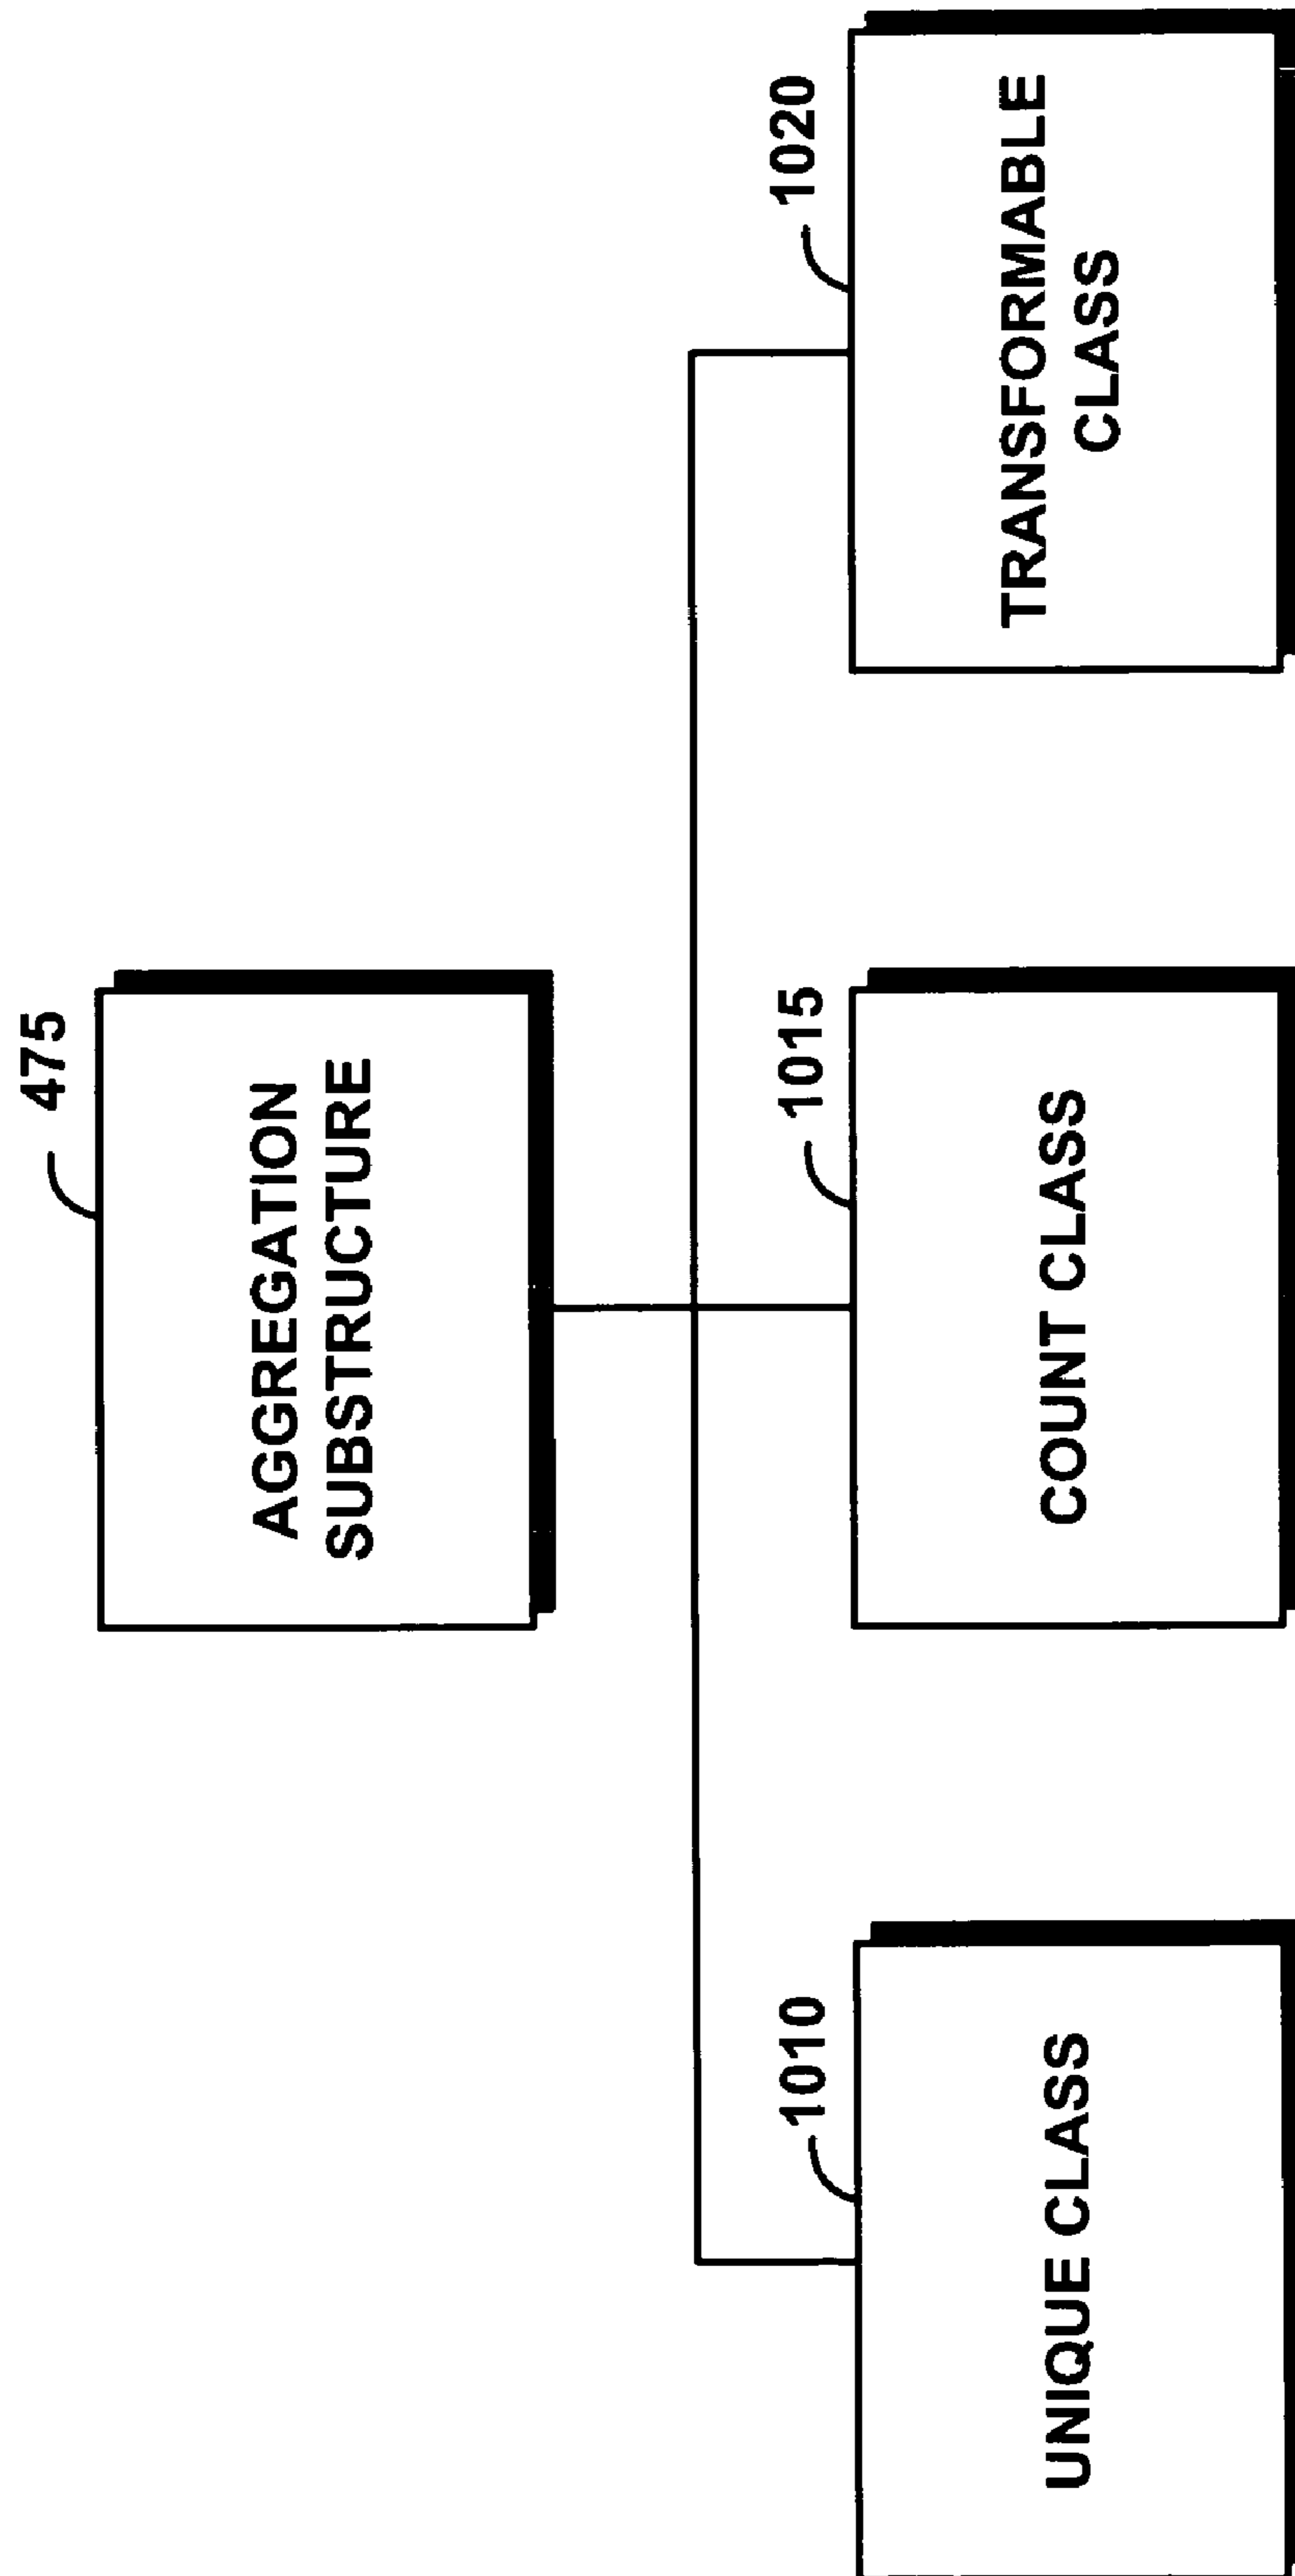 475
AGGREGATION
SUBSTRUCTURE
1010
UNIQUE CLASS
1015
COUNT CLASS
1020
TRANSFORMABLE
CLASS